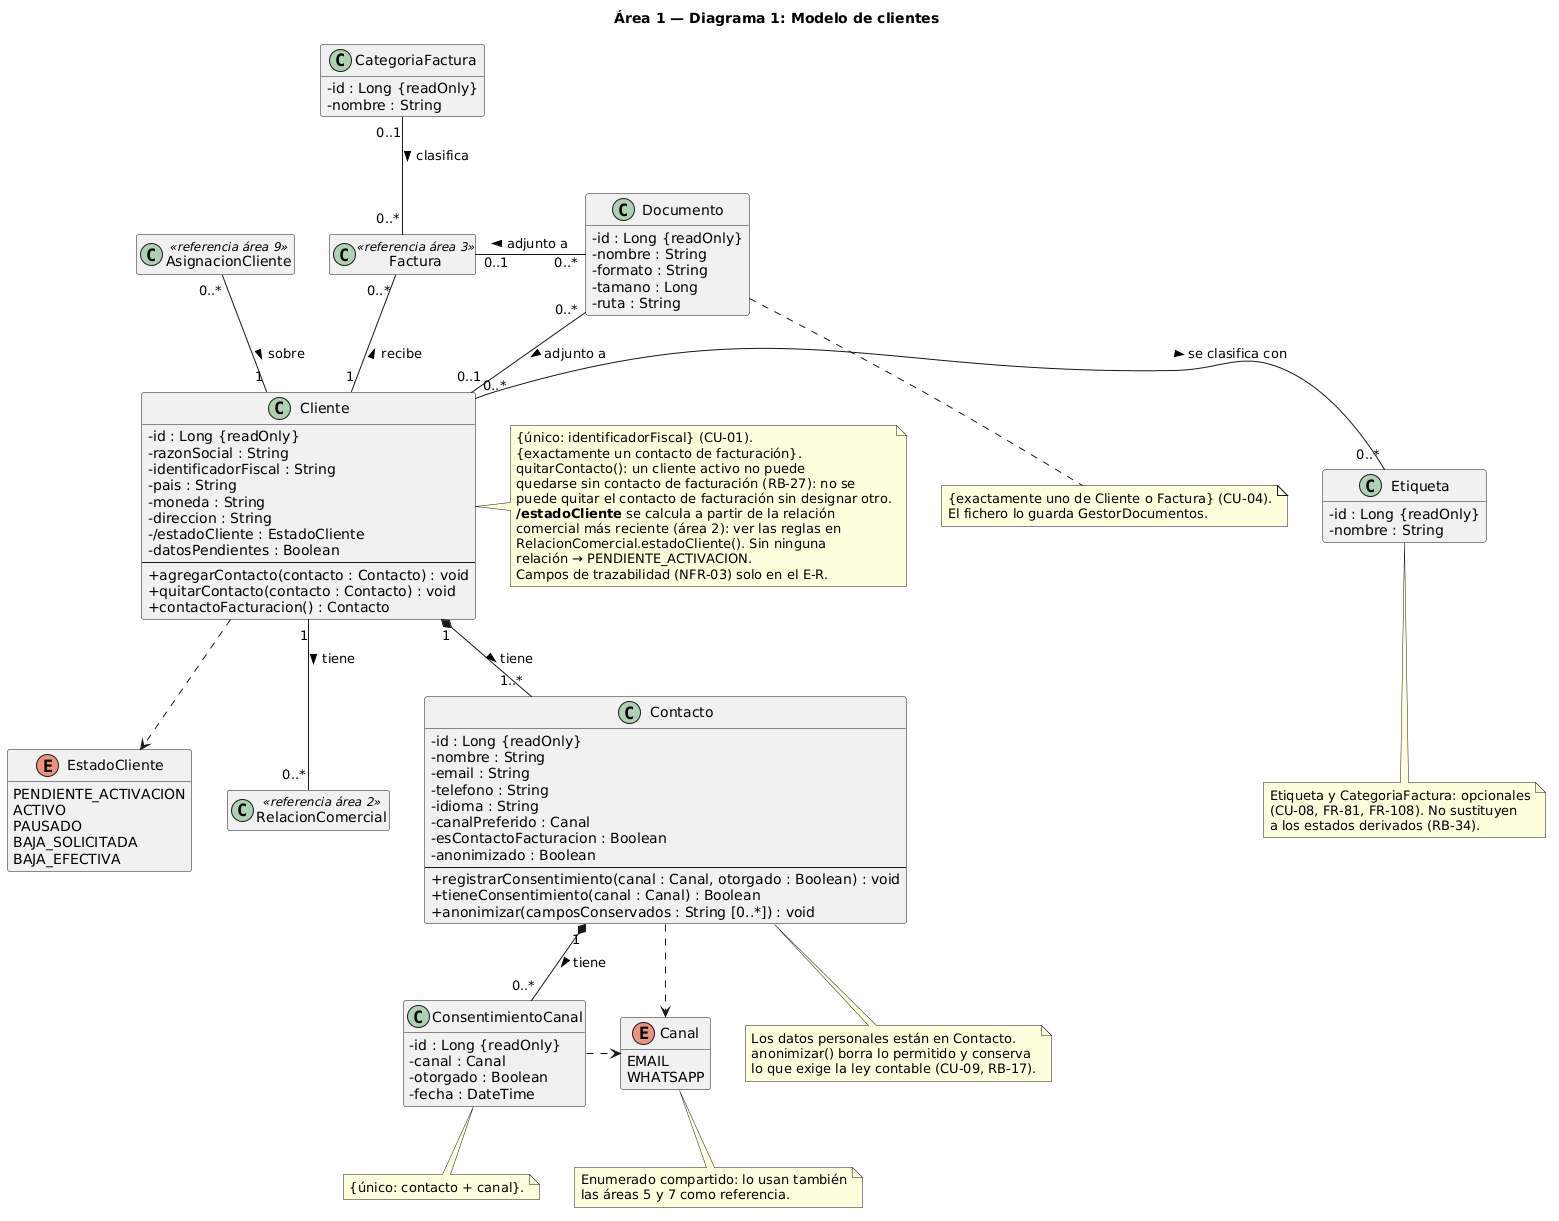 Área 1 — Diagrama 1: Modelo de clientes
CategoriaFactura
-id : Long {readOnly}
-nombre : String
0..1
clasifica
0..*
Documento
-id : Long {readOnly}
-nombre : String
-formato : String
-tamano : Long
-ruta : String
«referencia área 9»
AsignacionCliente
«referencia área 3»
Factura
adjunto a
0..1
0..*
0..*
sobre
1
0..*
recibe
1
0..*
adjunto a
0..1
0..*
se clasifica con
0..*
Cliente
-id : Long {readOnly}
-razonSocial : String
-identificadorFiscal : String
-pais : String
-moneda : String
-direccion : String
-/estadoCliente : EstadoCliente
-datosPendientes : Boolean
+agregarContacto(contacto : Contacto) : void
+quitarContacto(contacto : Contacto) : void
+contactoFacturacion() : Contacto
{único: identificadorFiscal} (CU-01).
{exactamente un contacto de facturación}.
quitarContacto(): un cliente activo no puede
quedarse sin contacto de facturación (RB-27): no se
puede quitar el contacto de facturación sin designar otro.
/estadoCliente se calcula a partir de la relación
comercial más reciente (área 2): ver las reglas en
RelacionComercial.estadoCliente(). Sin ninguna
relación → PENDIENTE_ACTIVACION.
Campos de trazabilidad (NFR-03) solo en el E-R.
{exactamente uno de Cliente o Factura} (CU-04).
El fichero lo guarda GestorDocumentos.
Etiqueta
-id : Long {readOnly}
-nombre : String
1
tiene
0..*
1
tiene
1..*
EstadoCliente
PENDIENTE_ACTIVACION
ACTIVO
PAUSADO
BAJA_SOLICITADA
BAJA_EFECTIVA
«referencia área 2»
RelacionComercial
Contacto
-id : Long {readOnly}
-nombre : String
-email : String
-telefono : String
-idioma : String
-canalPreferido : Canal
-esContactoFacturacion : Boolean
-anonimizado : Boolean
+registrarConsentimiento(canal : Canal, otorgado : Boolean) : void
+tieneConsentimiento(canal : Canal) : Boolean
+anonimizar(camposConservados : String [0..*]) : void
Etiqueta y CategoriaFactura: opcionales
(CU-08, FR-81, FR-108). No sustituyen
a los estados derivados (RB-34).
1
tiene
0..*
ConsentimientoCanal
-id : Long {readOnly}
-canal : Canal
-otorgado : Boolean
-fecha : DateTime
Canal
EMAIL
WHATSAPP
Los datos personales están en Contacto.
anonimizar() borra lo permitido y conserva
lo que exige la ley contable (CU-09, RB-17).
{único: contacto + canal}.
Enumerado compartido: lo usan también
las áreas 5 y 7 como referencia.